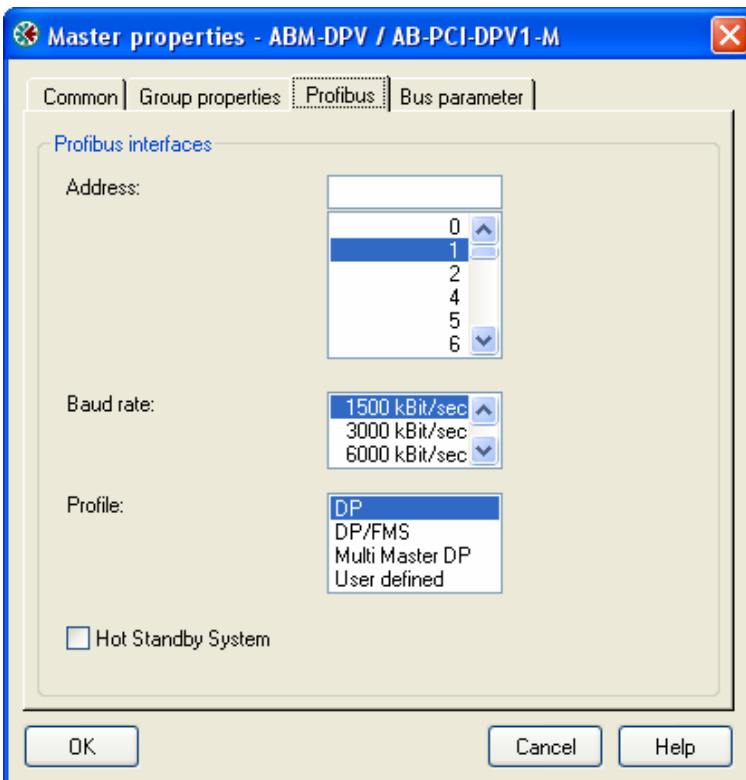 Master properties - ABM-DPV / AB-PCI-DPV1-M
Common Group properties Profibus Bus parameter
Profibus interfaces
Address:
0
1
2
4
5
6
Baud rate:
1500 kBit/sec
3000 kBit/sec
6000 kBit/sec
Profile:
DP
DP/FMS
Multi Master DP
User defined
Hot Standby System
OK Cancel Help